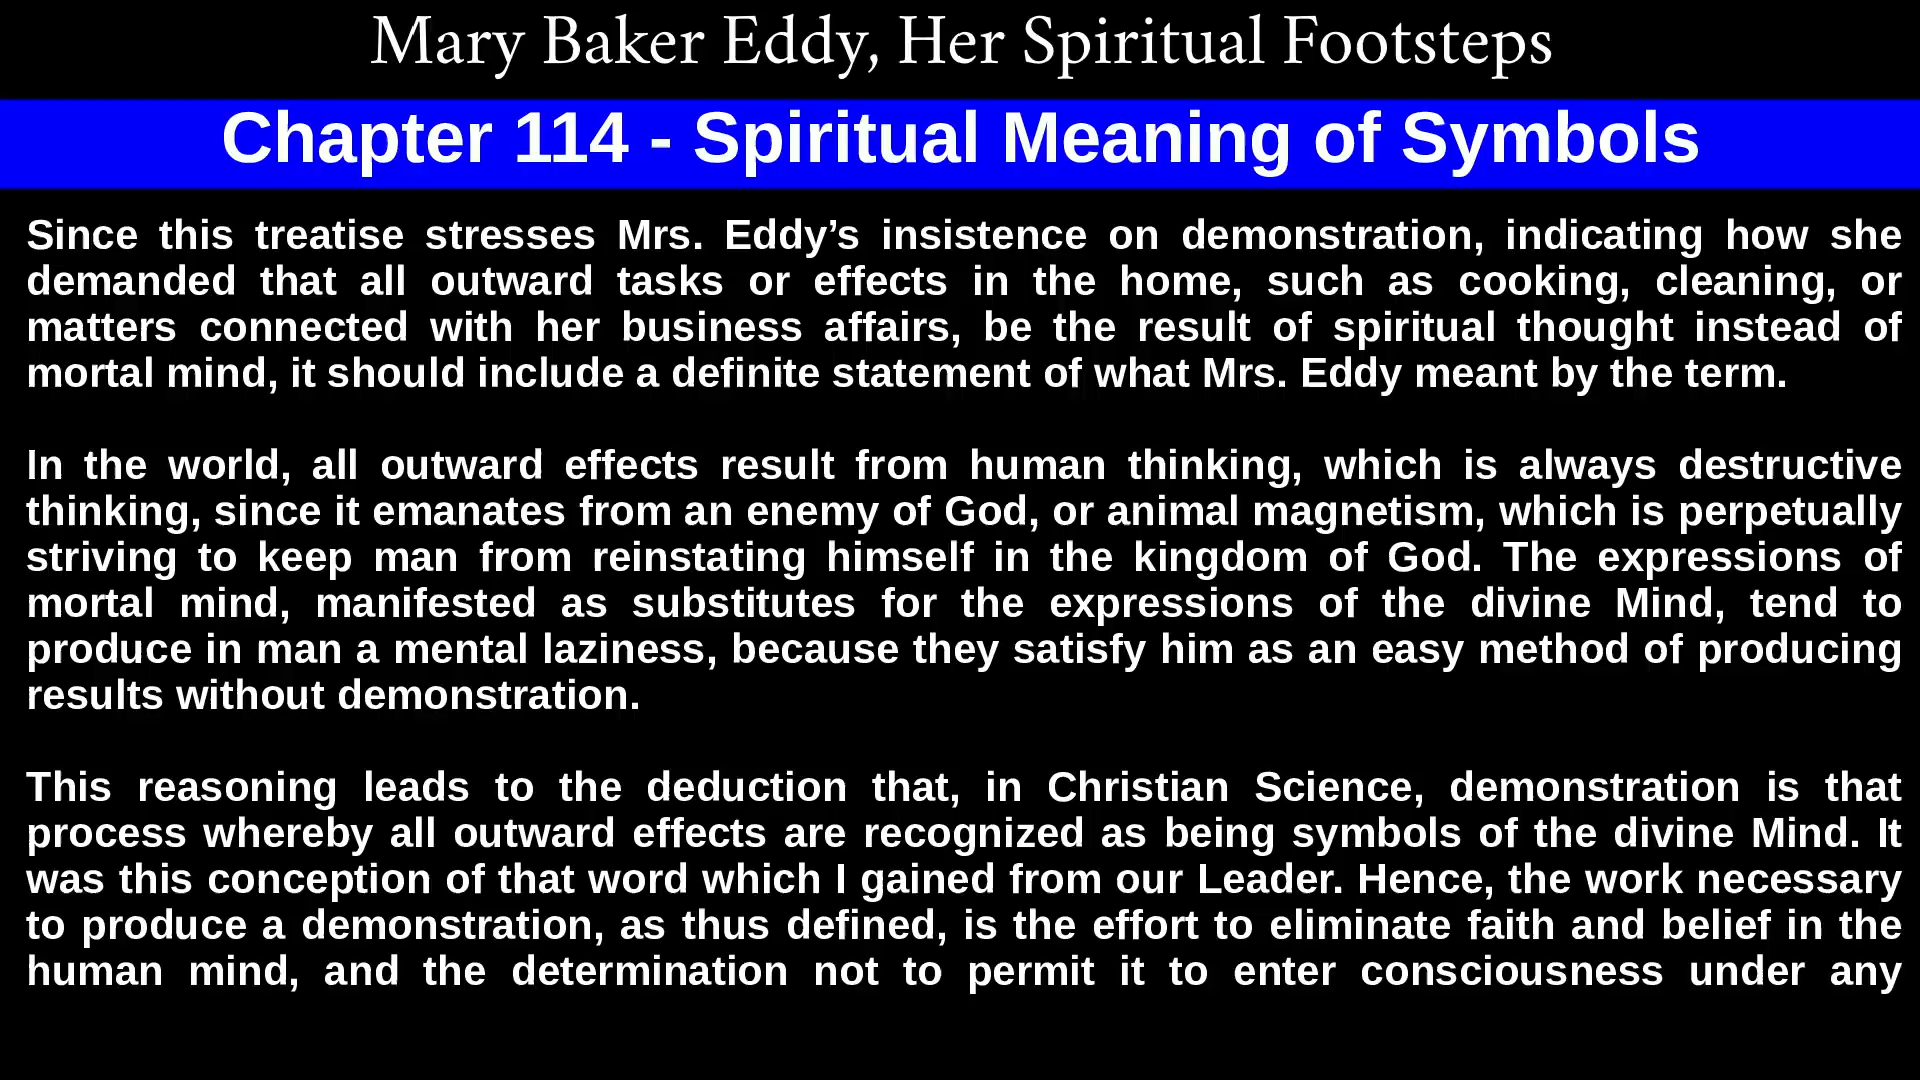 Mary Baker Eddy, Her Spiritual Footsteps
Chapter 114 - Spiritual Meaning of Symbols
Since this treatise stresses Mrs. Eddy’s insistence on demonstration, indicating how she
demanded that all outward tasks or effects in the home, such as cooking, cleaning, or
matters connected with her business affairs, be the result of spiritual thought instead of
mortal mind, it should include a definite statement of what Mrs. Eddy meant by the term.
In the world, all outward effects result from human thinking, which is always destructive
thinking, since it emanates from an enemy of God, or animal magnetism, which is perpetually
striving to keep man from reinstating himself in the kingdom of God. The expressions of
mortal mind, manifested as substitutes for the expressions of the divine Mind, tend to
produce in man a mental laziness, because they satisfy him as an easy method of producing
results without demonstration.
This reasoning leads to the deduction that, in Christian Science, demonstration is that
process whereby all outward effects are recognized as being symbols of the divine Mind. It
was this conception of that word which I gained from our Leader. Hence, the work necessary
to produce a demonstration, as thus defined, is the effort to eliminate faith and belief in the
human mind, and the determination not to permit it to enter consciousness under any